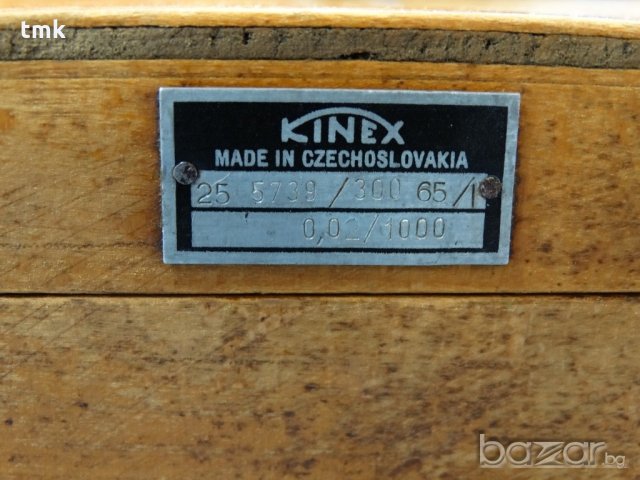 tmk
KINEX
MADE IN CZECHOSLOVAKIA
25 5739/300 65/1
0,02/1000
bazar.bg